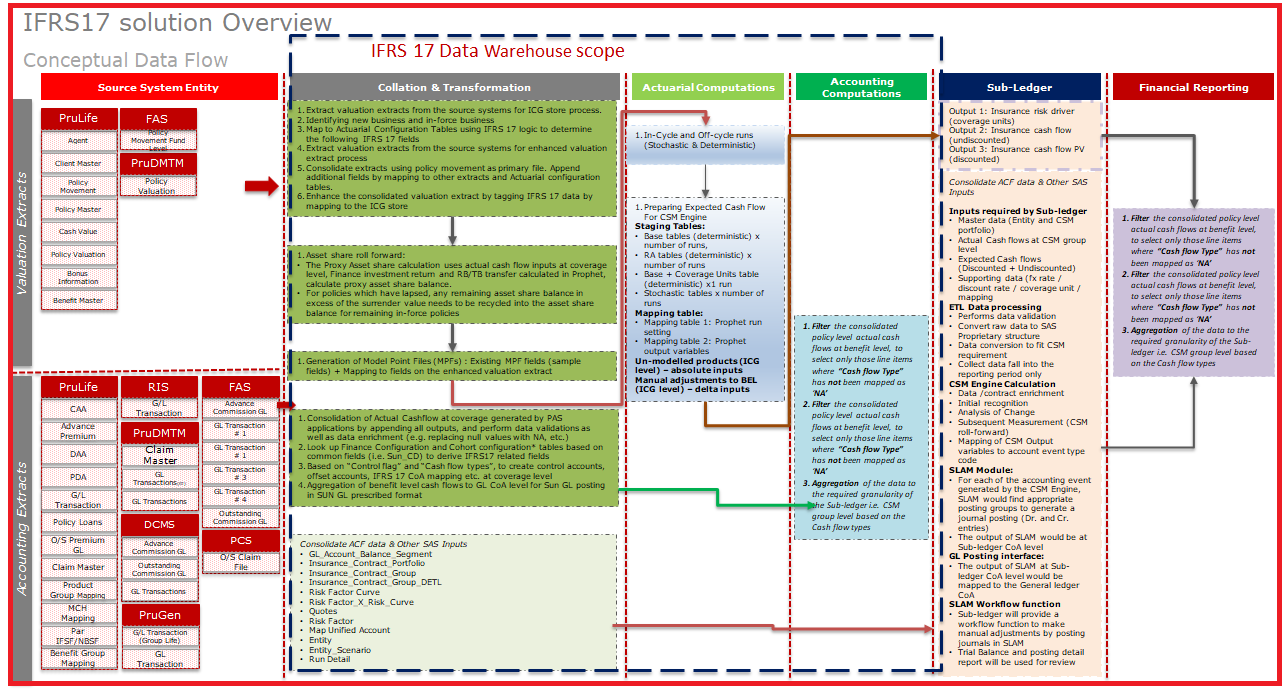 IFRS17 solution Overview
Conceptual Data Flow
IFRS 17 Data Warehouse scope
Source System Entity
Collation & Transformation
Actuarial Computations
Accounting
Computations
Sub-Ledger
Financial Reporting
Valuation Extracts
PruLife
Agent
Client Master
Policy
Movement
Policy Master
Cash Value
Policy Valuation
Bonus
Information
Benefit Master
FAS
Policy
Movement Fund
Level
PruDMTM
Policy
Valuation
Accounting Extracts
PruLife
CAA
Advance
Premium
DAA
PDA
G/L
Transaction
Policy Loans
O/S Premium
GL
Claim Master
Product
Group Mapping
MCH
Mapping
Par
IFSF/NBSF
Benefit Group
Mapping
RIS
G/L
Transaction
PruDMTM
Claim
Master
GL
Transactions
GL Transactions
DCMS
Advance
Commission GL
Outstanding
Commission GL
GL Transactions
PruGen
G/L Transaction
(Group Life)
GL
Transaction
FAS
Advance
Commission GL
GL Transaction
# 1
GL Transaction
# 1
GL Transaction
# 3
GL Transaction
# 4
Outstanding
Commission GL
PCS
O/S Claim
File
1. Extract valuation extracts from the source systems for ICG store process.
2. Identifying new business and in-force business
3. Map to Actuarial Configuration Tables using IFRS 17 logic to determine
the following IFRS 17 fields
4. Extract valuation extracts from the source systems for enhanced valuation
extract process
5. Consolidate extracts using policy movement as primary file. Append
additional fields by mapping to other extracts and Actuarial configuration
tables.
6. Enhance the consolidated valuation extract by tagging IFRS 17 data by
mapping to the ICG store
1. Asset share roll forward:
• The Proxy Asset share calculation uses actual cash flow inputs at coverage
level, Finance investment return and RB/TB transfer calculated in Prophet,
calculate proxy asset share balance.
• For policies which have lapsed, any remaining asset share balance in
excess of the surrender value needs to be recycled into the asset share
balance for remaining in-force policies
1. Generation of Model Point Files (MPFs) : Existing MPF fields (sample
fields) + Mapping to fields on the enhanced valuation extract
1. Consolidation of Actual Cashflow at coverage generated by PAS
applications by appending all outputs, and perform data validations as
well as data enrichment (e.g. replacing null values with NA, etc.)
2. Look up Finance Configuration and Cohort configuration* tables based on
common fields (i.e. Sun_CD) to derive IFRS17 related fields
3. Based on “Control flag” and “Cash flow types”, to create control accounts,
offset accounts, IFRS 17 CoA mapping etc. at coverage level
4. Aggregation of benefit level cash flows to GL CoA level for Sun GL posting
in SUN GL prescribed format
Consolidate ACF data & Other SAS Inputs
• GL_Account_Balance_Segment
• Insurance_Contract_Portfolio
• Insurance_Contract_Group
• Insurance_Contract_Group_DETL
• Risk Factor Curve
• Risk Factor_X_Risk_Curve
• Quotes
• Risk Factor
• Map Unified Account
• Entity
• Entity_Scenario
• Run Detail
1. In-Cycle and Off-cycle runs
(Stochastic & Deterministic)
1. Preparing Expected Cash Flow
For CSM Engine
Staging Tables:
• Base tables (deterministic) x
number of runs,
• RA tables (deterministic) x
number of runs
• Base + Coverage Units table
(deterministic) x1 run
• Stochastic tables x number of
runs
Mapping table:
• Mapping table 1: Prophet run
setting
• Mapping table 2: Prophet
output variables
Un-modelled products (ICG
level) – absolute inputs
Manual adjustments to BEL
(ICG level) – delta inputs
1. Filter the consolidated
policy level actual cash
flows at benefit level, to
select only those line items
where “Cash flow Type”
has not been mapped as
‘NA’
2. Filter the consolidated
policy level actual cash
flows at benefit level, to
select only those line items
where “Cash flow Type”
has not been mapped as
‘NA’
3. Aggregation of the data to
the required granularity of
the Sub-ledger i.e. CSM
group level based on the
Cash flow types
Output 1: Insurance risk driver
(coverage units)
Output 2: Insurance cash flow
(undiscounted)
Output 3: Insurance cash flow PV
(discounted)
Consolidate ACF data & Other SAS
Inputs
Inputs required by Sub-ledger
• Master data (Entity and CSM
portfolio)
• Actual Cash flows at CSM group
level
• Expected Cash flows
(Discounted + Undiscounted)
• Supporting data (fx rate /
discount rate / coverage unit /
mapping
ETL Data processing
• Performs data validation
• Convert raw data to SAS
Proprietary structure
• Data conversion to fit CSM
requirement
• Collect data fall into the
reporting period only
CSM Engine Calculation
• Data /contract enrichment
• Initial recognition
• Analysis of Change
• Subsequent Measurement (CSM
roll-forward)
• Mapping of CSM Output
variables to account event type
code
SLAM Module:
• For each of the accounting event
generated by the CSM Engine,
SLAM would find appropriate
posting groups to generate a
journal posting (Dr. and Cr.
entries)
• The output of SLAM would be at
Sub-ledger CoA level
GL Posting interface:
• The output of SLAM at Sub-
ledger CoA level would be
mapped to the General ledger
CoA
SLAM Workflow function
• Sub-ledger will provide a
workflow function to make
manual adjustments by posting
journals in SLAM
• Trial Balance and posting detail
report will be used for review
1. Filter the consolidated policy level
actual cash flows at benefit level,
to select only those line items
where “Cash flow Type” has not
been mapped as ‘NA’
2. Filter the consolidated policy level
actual cash flows at benefit level,
to select only those line items
where “Cash flow Type” has not
been mapped as ‘NA’
3. Aggregation of the data to the
required granularity of the Sub-
ledger i.e. CSM group level based on
the Cash flow types